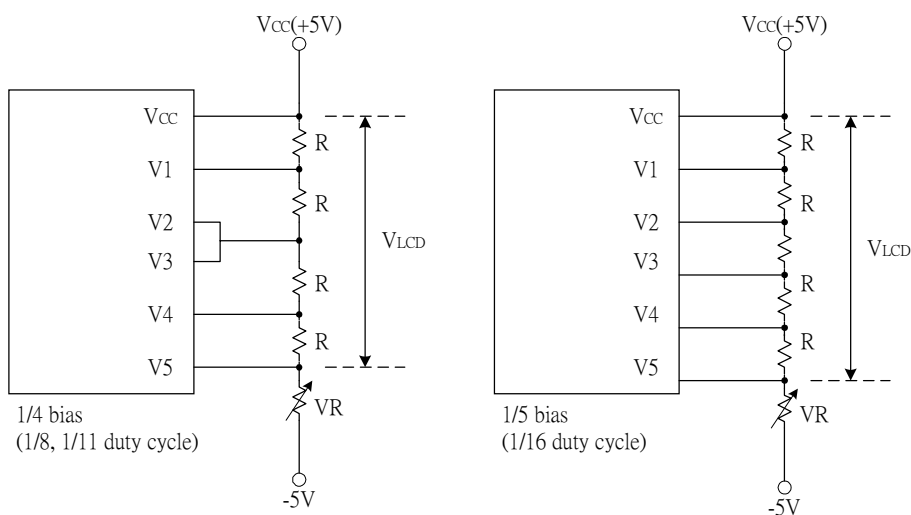 VCC(+5V)
VCC
R
V1
R
V2
VLCD
V3
R
V4
R
V5
VR
1/4 bias
(1/8, 1/11 duty cycle)
-5V
VCC(+5V)
VCC
R
V1
R
V2
VLCD
V3
R
V4
R
V5
VR
1/5 bias
(1/16 duty cycle)
-5V